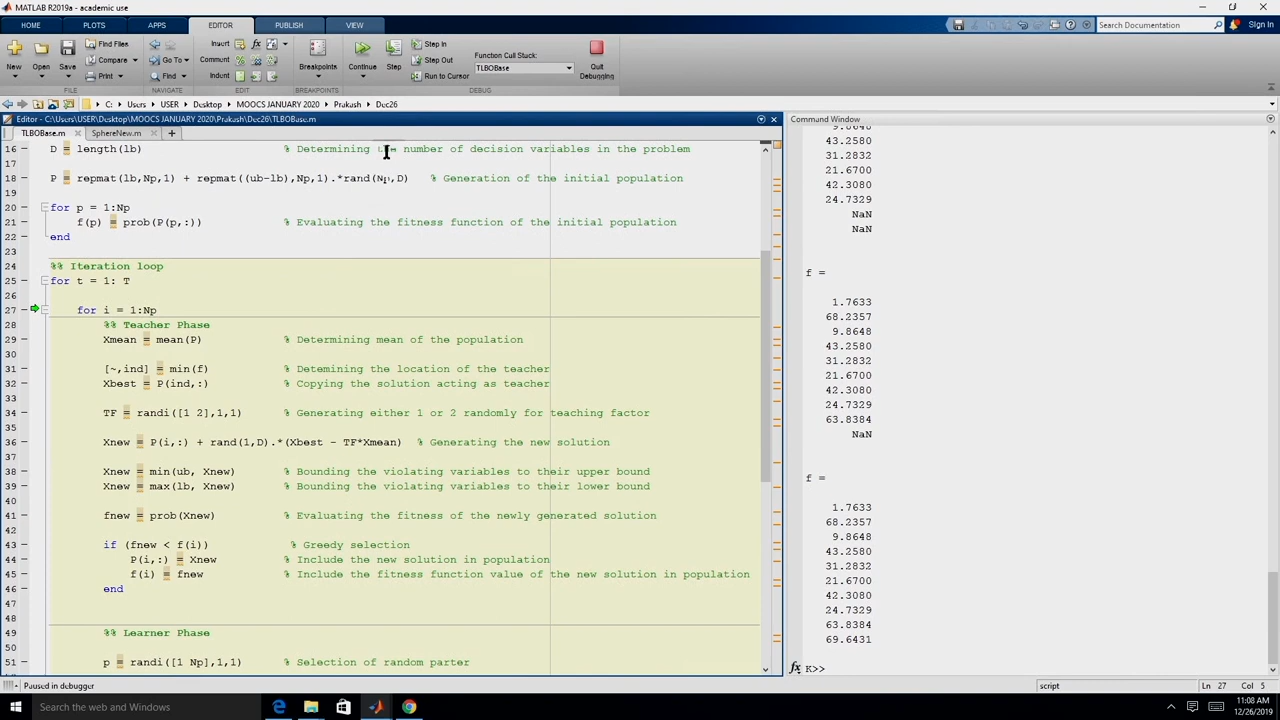 MATLAB R2019a - academic use
HOME PLOTS APPS EDITOR PUBLISH VIEW
Search Documentation
Sign In
New Open Save
Find Files
Compare
Print
Go To
Find
Insert
Comment
Indent
Breakpoints
Continue
Step
Step In
Step Out
Run to Cursor
Function Call Stack:
TLBOBase
Quit Debugging
FILE NAVIGATE EDIT DEBUG
C: Users USER Desktop MOOCS JANUARY 2020 Prakash Dec26
Editor - C:\Users\USER\Desktop\MOOCS JANUARY 2020\Prakash\Dec26\TLBOBase.m
TLBOBase.m SphereNew.m
16 D = length(lb) % Determining the number of decision variables in the problem
17
18 P = repmat(lb,Np,1) + repmat((ub-lb),Np,1).*rand(Np,D) % Generation of the initial population
19
20 for p = 1:Np
21 f(p) = prob(P(p,:)) % Evaluating the fitness function of the initial population
22 end
23
24 %% Iteration loop
25 for t = 1: T
26
27 for i = 1:Np
28 %% Teacher Phase
29 Xmean = mean(P) % Determining mean of the population
30
31 [~,ind] = min(f) % Detemining the location of the teacher
32 Xbest = P(ind,:) % Copying the solution acting as teacher
33
34 TF = randi([1 2],1,1) % Generating either 1 or 2 randomly for teaching factor
35
36 Xnew = P(i,:) + rand(1,D).*(Xbest - TF*Xmean) % Generating the new solution
37
38 Xnew = min(ub, Xnew) % Bounding the violating variables to their upper bound
39 Xnew = max(lb, Xnew) % Bounding the violating variables to their lower bound
40
41 fnew = prob(Xnew) % Evaluating the fitness of the newly generated solution
42
43 if (fnew < f(i)) % Greedy selection
44 P(i,:) = Xnew % Include the new solution in population
45 f(i) = fnew % Include the fitness function value of the new solution in population
46 end
47
48
49 %% Learner Phase
50
51 p = randi([1 Np],1,1) % Selection of random parter
Command Window
9.8648
43.2580
31.2832
21.6700
42.3080
24.7329
NaN
NaN
f =
1.7633
68.2357
9.8648
43.2580
31.2832
21.6700
42.3080
24.7329
63.8384
NaN
f =
1.7633
68.2357
9.8648
43.2580
31.2832
21.6700
42.3080
24.7329
63.8384
69.6431
fx K>>
Paused in debugger
script Ln 27 Col 5
Search the web and Windows
11:08 AM
12/26/2019